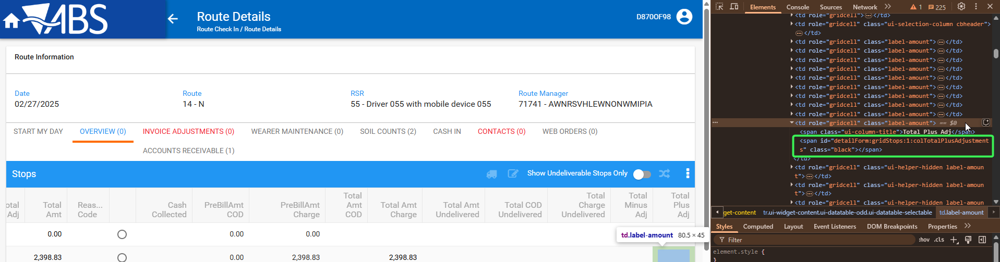 ABS
Route Details
Route Check In / Route Details
D870OF98
Route Information
Date
02/27/2025
Route
14 - N
RSR
55 - Driver 055 with mobile device 055
Route Manager
71741 - AWNRSVHLEWNONWMIPIA
START MY DAY
OVERVIEW (0)
INVOICE ADJUSTMENTS (0)
WEARER MAINTENANCE (0)
SOIL COUNTS (2)
CASH IN
CONTACTS (0)
WEB ORDERS (0)
ACCOUNTS RECEIVABLE (1)
Stops
Show Undeliverable Stops Only
otal Adj
Total Amt
Reas... Code
Cash Collected
PreBillAmt COD
PreBillAmt Charge
Total Amt COD
Total Amt Charge
Total Amt Undelivered
Total COD Undelivered
Total Charge Undelivered
Total Minus Adj
Total Plus Adj
0.00 0.00 0.00
2,398.83 0.00 2,398.83 2,398.83
td.label-amount 80.5 × 45
Elements Console Sources Network 1 225
<td role="gridcell">…</td>
<td role="gridcell" class="ui-selection-column cbheader">
…</td>
<td role="gridcell" class="label-amount">…</td>
<td role="gridcell" class="label-amount">…</td>
<td role="gridcell" class="label-amount">…</td>
<td role="gridcell" class="label-amount">…</td>
<td role="gridcell" class="label-amount">…</td>
<td role="gridcell" class="label-amount">…</td>
<td role="gridcell" class="label-amount">…</td>
<td role="gridcell" class="label-amount">…</td>
<td role="gridcell" class="label-amount">…</td>
<td role="gridcell" class="label-amount"> == $0
<span class="ui-column-title">Total Plus Adj</span>
<span id="detailForm:gridStops:1:colTotalPlusAdjustment
s" class="black"></span>
</td>
<td role="gridcell" class="ui-helper-hidden label-amoun
t">…</td>
<td role="gridcell" class="ui-helper-hidden label-amoun
t">…</td>
<td role="gridcell" class="ui-helper-hidden label-amoun
get-content tr.ui-widget-content.ui-datatable-odd.ui-datatable-selectable td.label-amount
Styles Computed Layout Event Listeners DOM Breakpoints Properties
Filter :hov .cls
element.style {
}